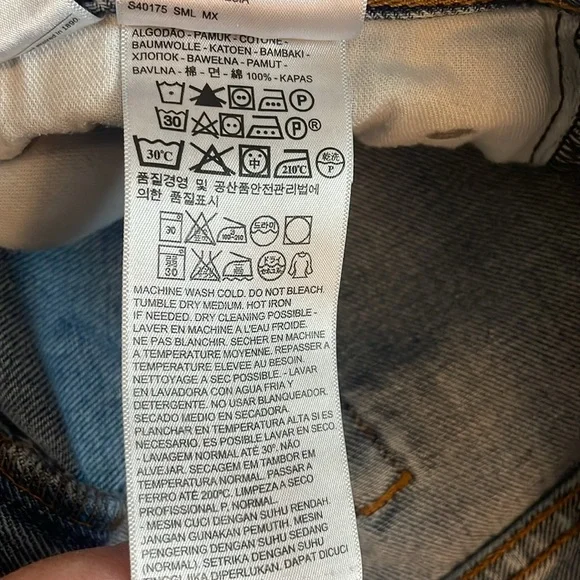 S40175 SML MX
ALGODÃO - PAMUK - COTONE -
BAUMWOLLE - KATOEN - BAMBAKI -
ХЛОПОК - BAWEŁNA - PAMUT -
BAVLNA - 棉 - 면 - 綿 100% - KAPAS
P
30 P®
30°C 中 210°C 乾洗 P
품질경영 및 공산품안전관리법에
의한 품질표시
30 드라이
30 ドライ
MACHINE WASH COLD. DO NOT BLEACH.
TUMBLE DRY MEDIUM. HOT IRON
IF NEEDED. DRY CLEANING POSSIBLE -
LAVER EN MACHINE A L'EAU FROIDE.
NE PAS BLANCHIR. SECHER EN MACHINE
A TEMPERATURE MOYENNE. REPASSER A
TEMPERATURE ELEVEE AU BESOIN.
NETTOYAGE A SEC POSSIBLE. - LAVAR
EN LAVADORA CON AGUA FRIA Y
DETERGENTE. NO USAR BLANQUEADOR.
SECADO MEDIO EN SECADORA.
PLANCHAR EN TEMPERATURA ALTA SI ES
NECESARIO. ES POSIBLE LAVAR EN SECO.
- LAVAGEM NORMAL ATÉ 30º. NÃO
ALVEJAR. SECAGEM EM TAMBOR EM
TEMPERATURA NORMAL. PASSAR A
FERRO ATÉ 200ºC. LIMPEZA A SECO
PROFISSIONAL P, NORMAL.
- MESIN CUCI DENGAN SUHU RENDAH.
JANGAN GUNAKAN PEMUTIH. MESIN
PENGERING DENGAN SUHU SEDANG
(NORMAL). SETRIKA DENGAN SUHU
JIKA DIPERLUKAN. DAPAT DICUCI